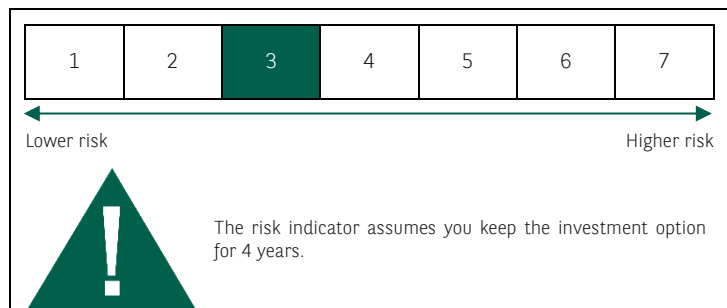 1 2 3 4 5 6 7
Lower risk Higher risk
!
The risk indicator assumes you keep the investment option
for 4 years.